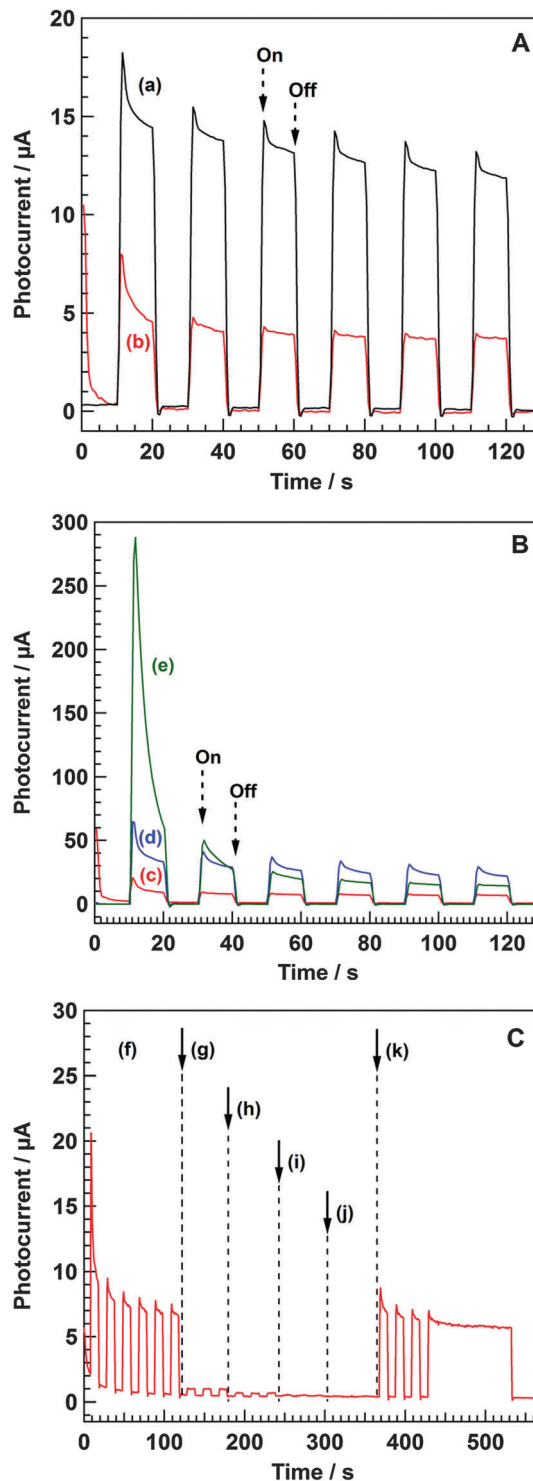 A
20
15
10
5
0
Photocurrent / µA
(a)
(b)
On
Off
0 20 40 60 80 100 120
Time / s
B
300
250
200
150
100
50
0
Photocurrent / µA
(e)
(d)
(c)
On
Off
0 20 40 60 80 100 120
Time / s
C
30
25
20
15
10
5
0
Photocurrent / µA
(f)
(g)
(h)
(i)
(j)
(k)
0 100 200 300 400 500
Time / s